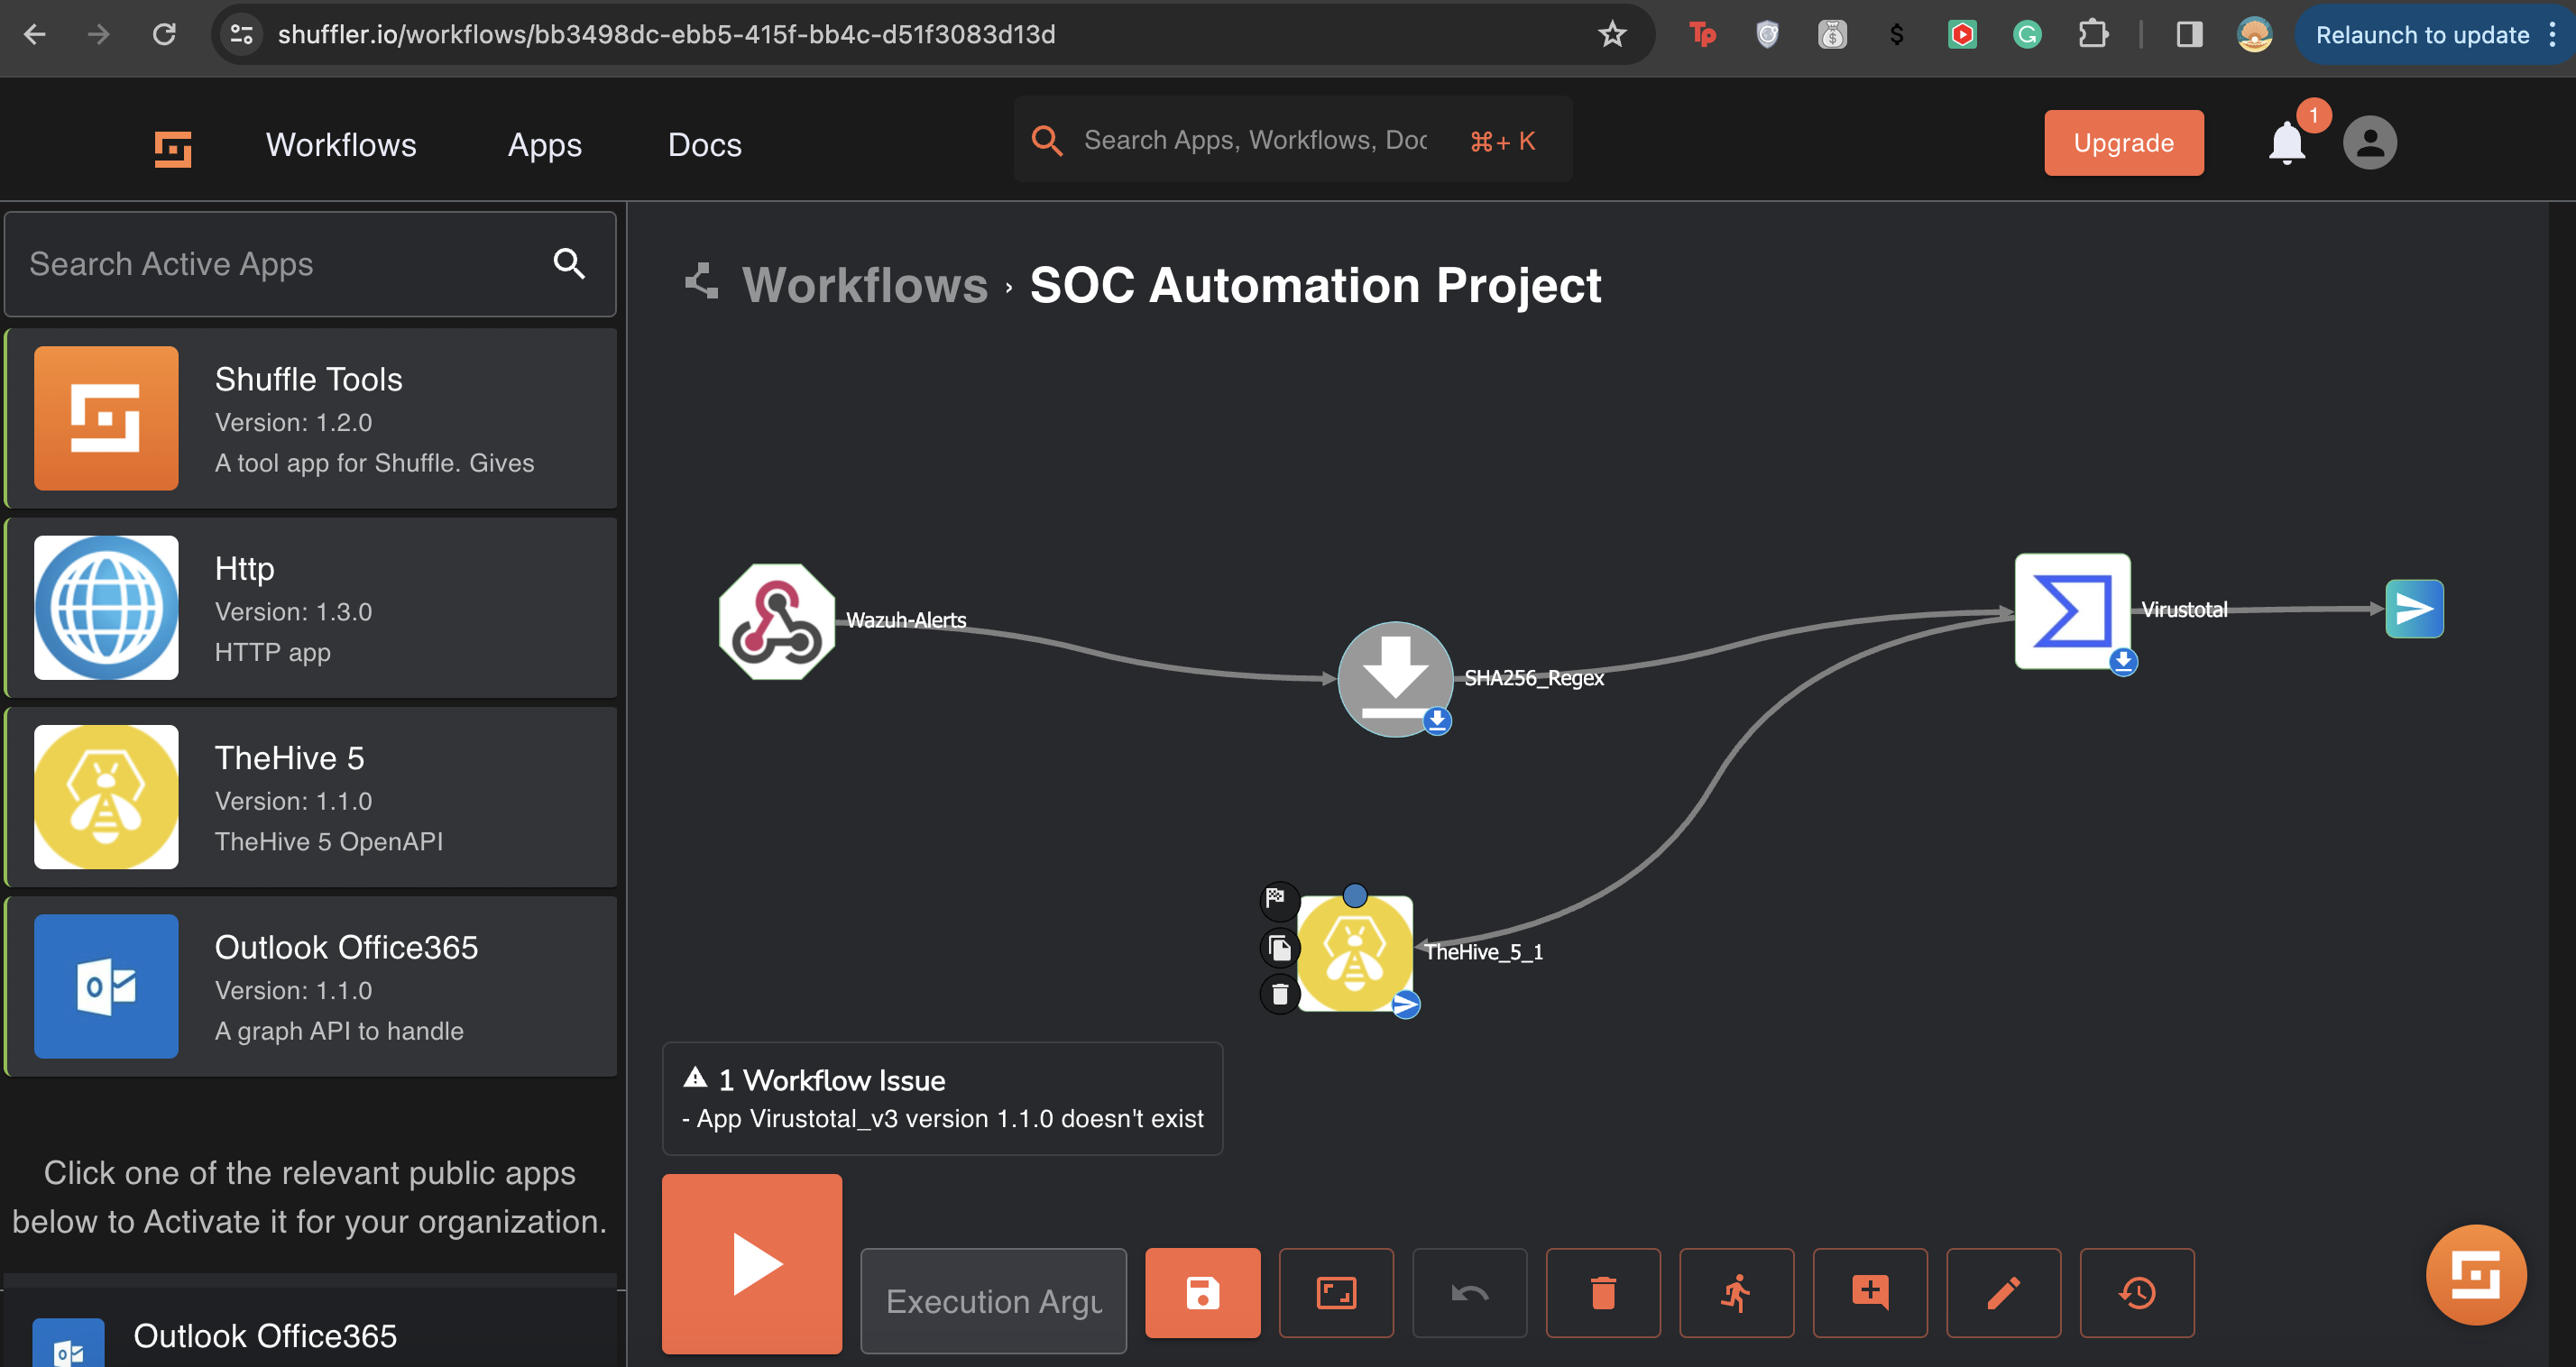 shuffler.io/workflows/bb3498dc-ebb5-415f-bb4c-d51f3083d13d
Tp
$
G
Relaunch to update
Workflows
Apps
Docs
Search Apps, Workflows, Doc
⌘+ K
Upgrade
1
Search Active Apps
Shuffle Tools
Version: 1.2.0
A tool app for Shuffle. Gives
Http
Version: 1.3.0
HTTP app
TheHive 5
Version: 1.1.0
TheHive 5 OpenAPI
Outlook Office365
Version: 1.1.0
A graph API to handle
Click one of the relevant public apps
below to Activate it for your organization.
Outlook Office365
Workflows › SOC Automation Project
Wazuh-Alerts
SHA256_Regex
Virustotal
TheHive_5_1
1 Workflow Issue
- App Virustotal_v3 version 1.1.0 doesn't exist
Execution Argu